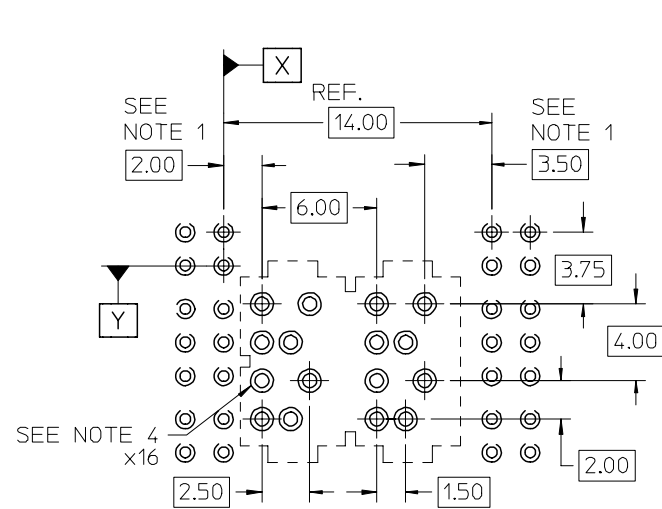 X
REF.
SEE
NOTE 1
14.00
SEE
NOTE 1
2.00
3.50
6.00
3.75
Y
4.00
SEE NOTE 4
x16
2.00
2.50
1.50